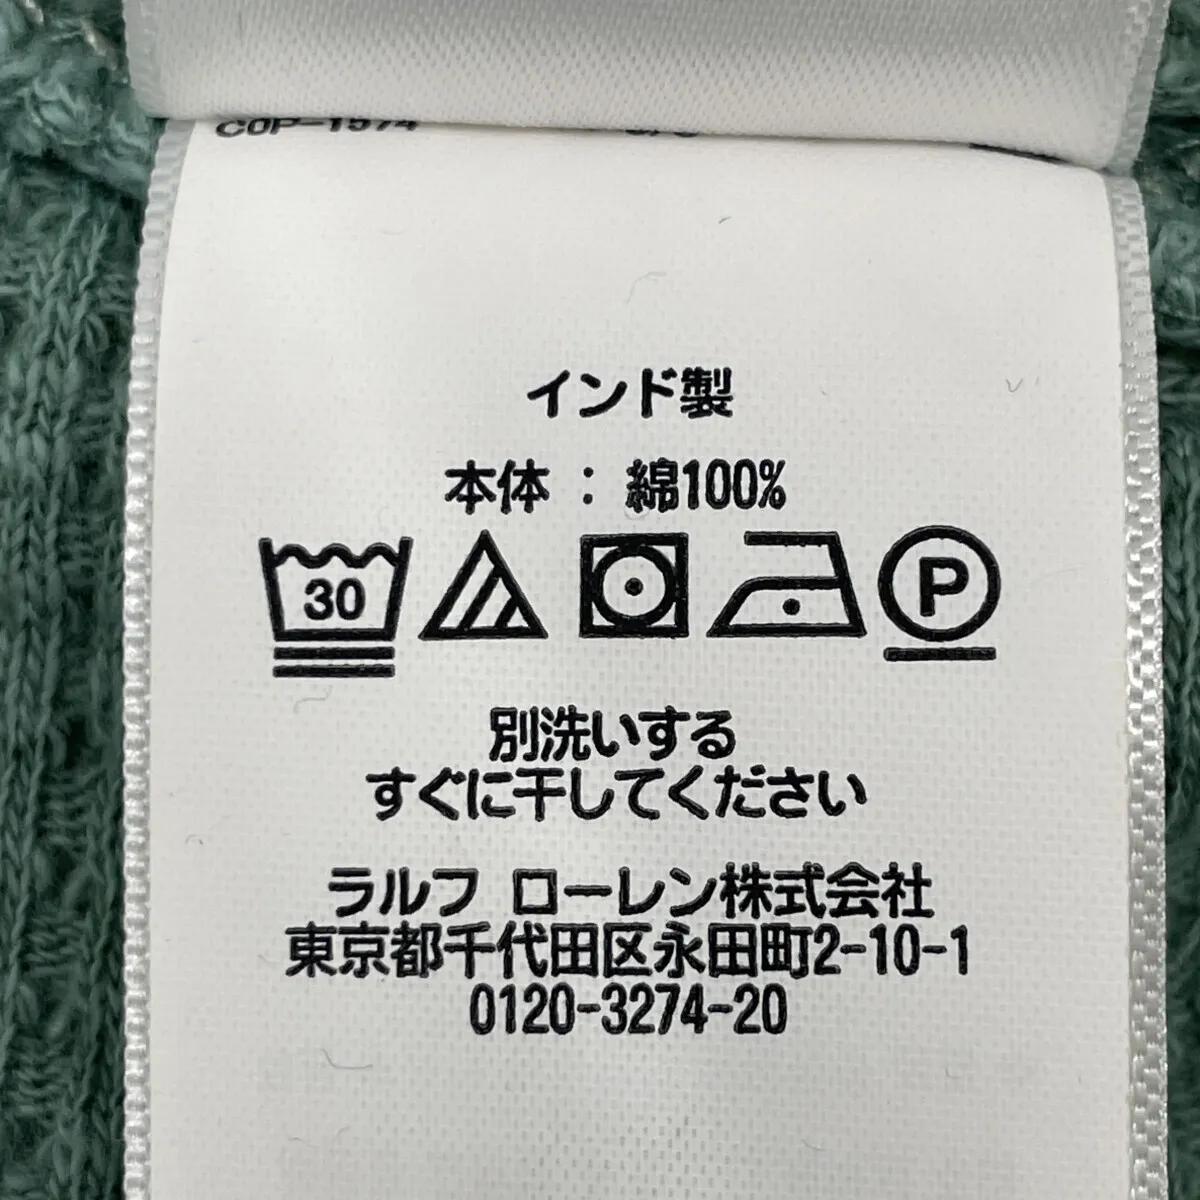 COP-1574
インド製
本体 : 綿100%
30
P
別洗いする
すぐに干してください
ラルフ ローレン株式会社
東京都千代田区永田町2-10-1
0120-3274-20